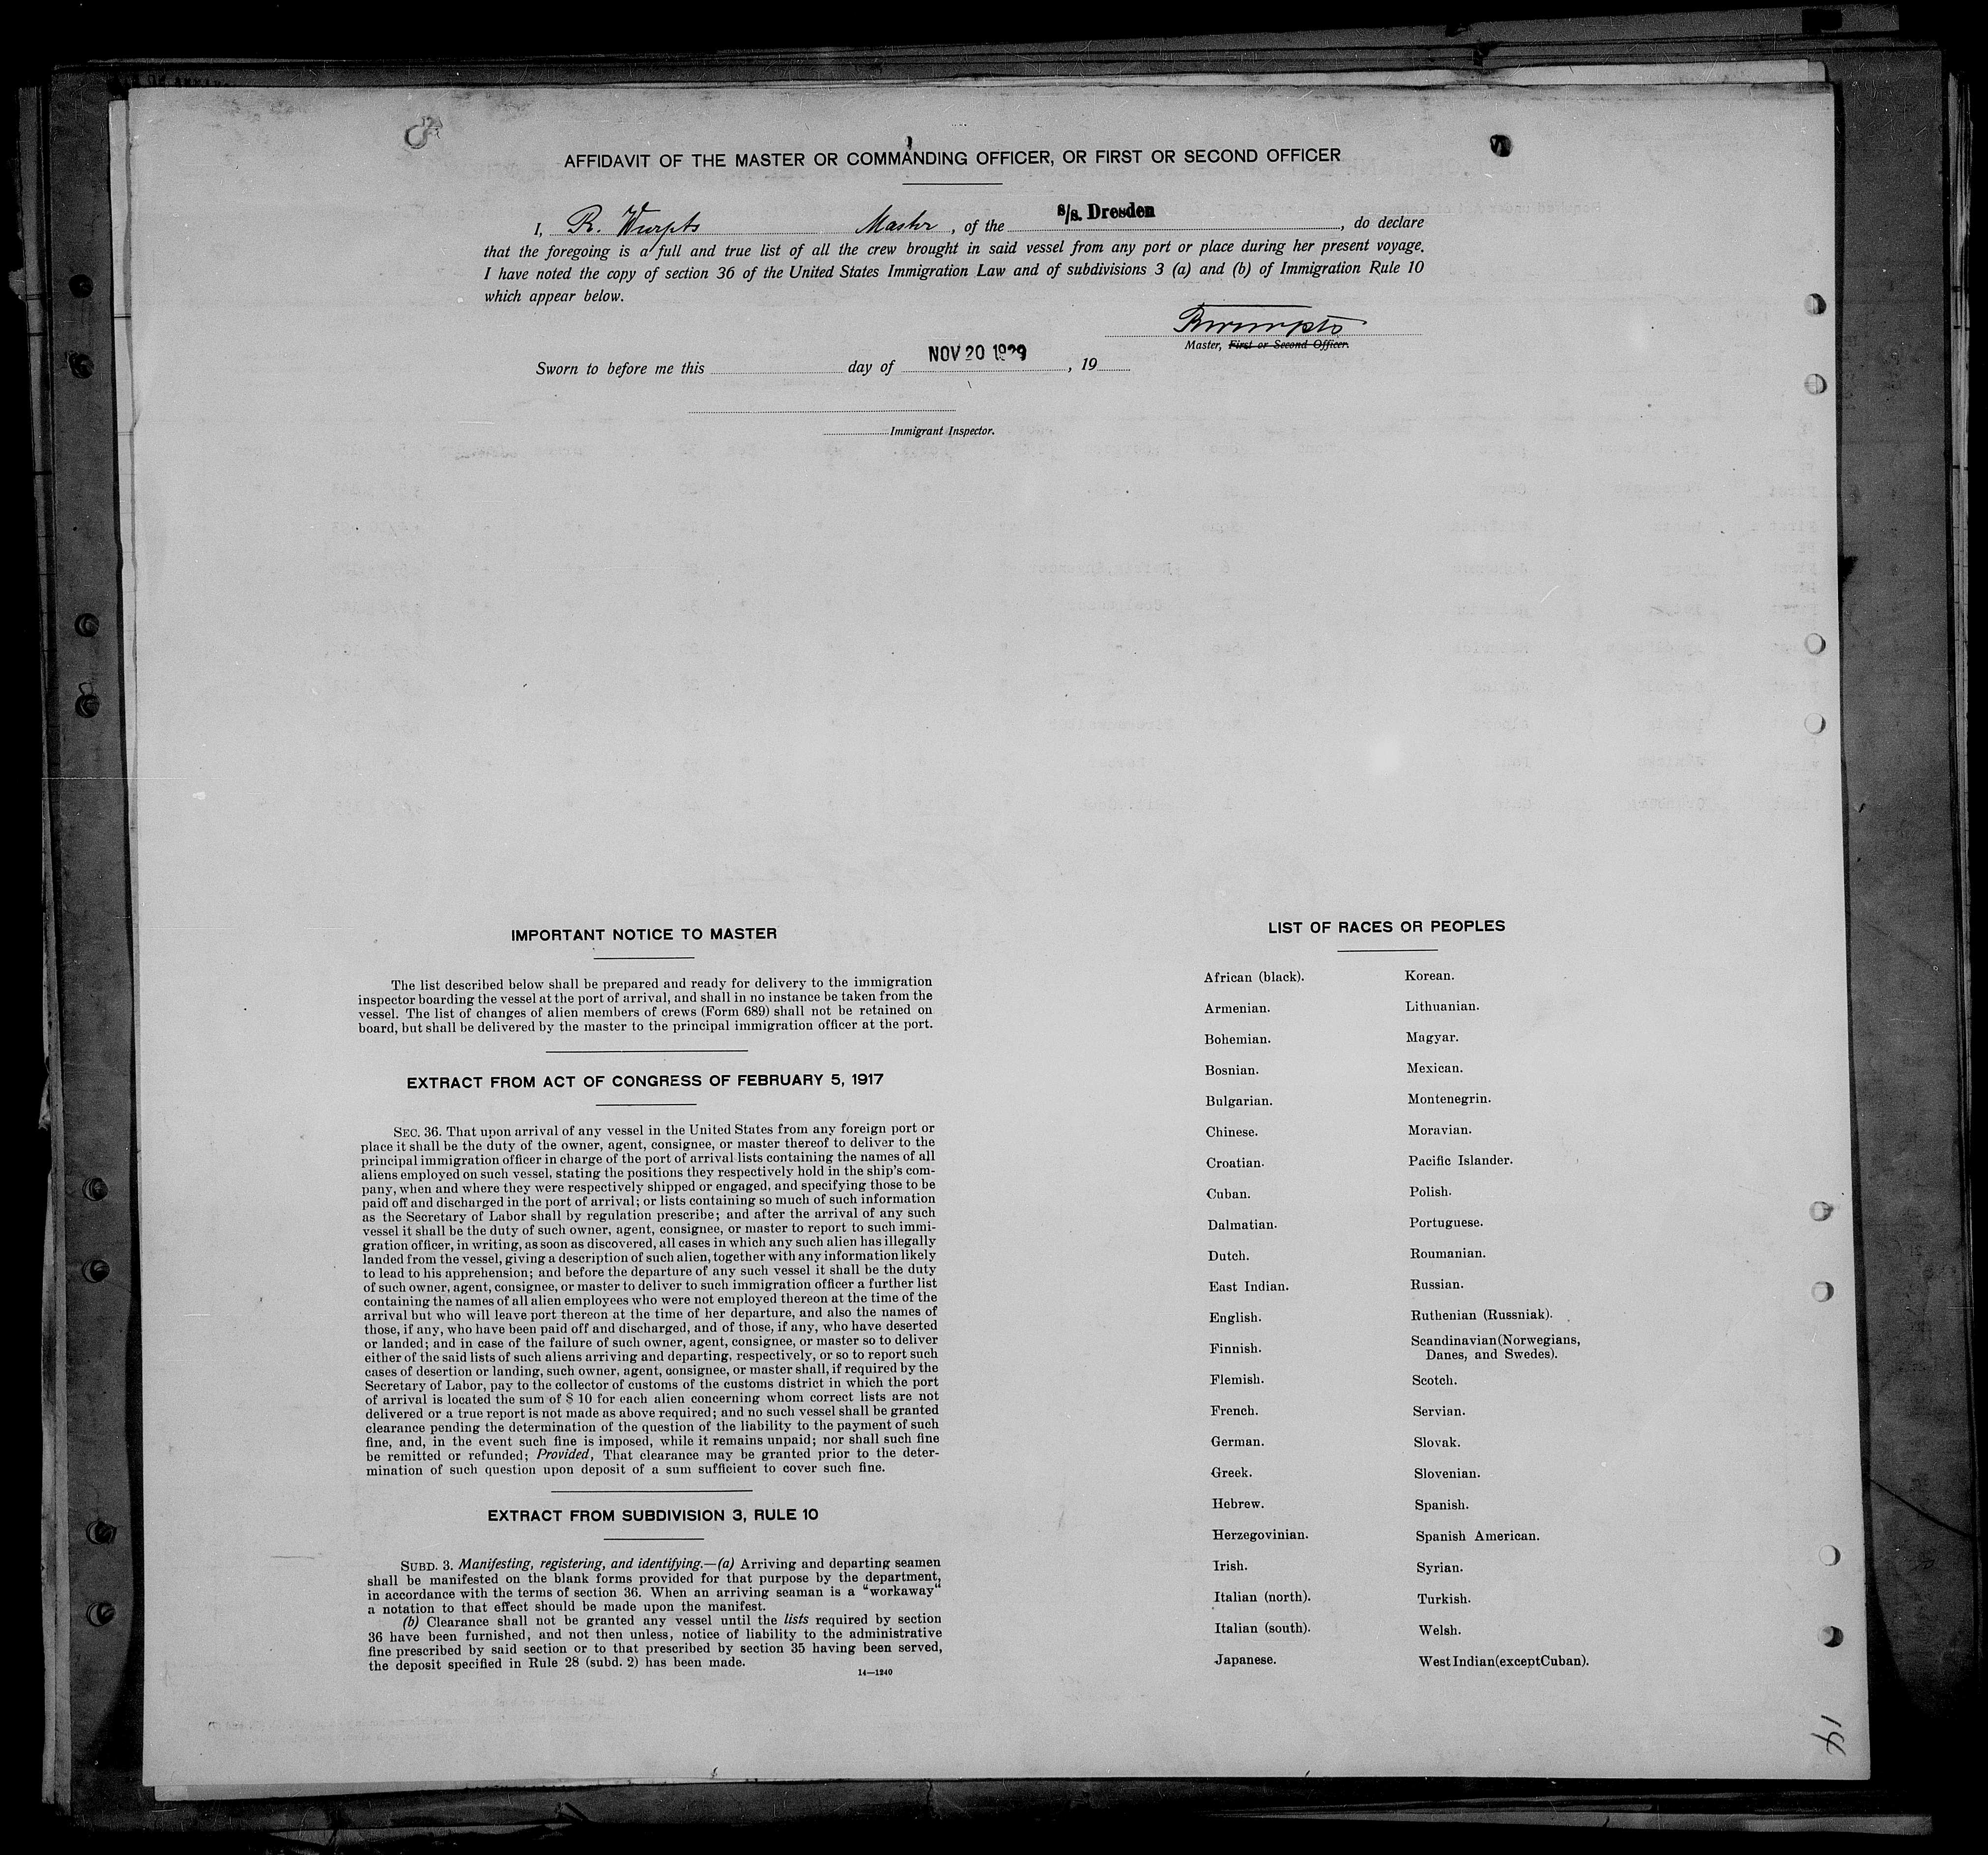 AFFIDAVIT OF THE MASTER OR COMMANDING OFFICER, OR FIRST OR SECOND OFFICER
I, R. Wurpts Master, of the s/s. Dresden, do declare
that the foregoing is a full and true list of all the crew brought in said vessel from any port or place during her present voyage.
I have noted the copy of section 36 of the United States Immigration Law and of subdivisions 3 (a) and (b) of Immigration Rule 10
which appear below.
RWurpts
Master, First or Second Officer.
Sworn to before me this day of NOV 20 1929, 19
Immigrant Inspector.
IMPORTANT NOTICE TO MASTER
The list described below shall be prepared and ready for delivery to the immigration
inspector boarding the vessel at the port of arrival, and shall in no instance be taken from the
vessel. The list of changes of alien members of crews (Form 689) shall not be retained on
board, but shall be delivered by the master to the principal immigration officer at the port.
EXTRACT FROM ACT OF CONGRESS OF FEBRUARY 5, 1917
SEC. 36. That upon arrival of any vessel in the United States from any foreign port or
place it shall be the duty of the owner, agent, consignee, or master thereof to deliver to the
principal immigration officer in charge of the port of arrival lists containing the names of all
aliens employed on such vessel, stating the positions they respectively hold in the ship's com-
pany, when and where they were respectively shipped or engaged, and specifying those to be
paid off and discharged in the port of arrival; or lists containing so much of such information
as the Secretary of Labor shall by regulation prescribe; and after the arrival of any such
vessel it shall be the duty of such owner, agent, consignee, or master to report to such immi-
gration officer, in writing, as soon as discovered, all cases in which any such alien has illegally
landed from the vessel, giving a description of such alien, together with any information likely
to lead to his apprehension; and before the departure of any such vessel it shall be the duty
of such owner, agent, consignee, or master to deliver to such immigration officer a further list
containing the names of all alien employees who were not employed thereon at the time of the
arrival but who will leave port thereon at the time of her departure, and also the names of
those, if any, who have been paid off and discharged, and of those, if any, who have deserted
or landed; and in case of the failure of such owner, agent, consignee, or master so to deliver
either of the said lists of such aliens arriving and departing, respectively, or so to report such
cases of desertion or landing, such owner, agent, consignee, or master shall, if required by the
Secretary of Labor, pay to the collector of customs of the customs district in which the port
of arrival is located the sum of $ 10 for each alien concerning whom correct lists are not
delivered or a true report is not made as above required; and no such vessel shall be granted
clearance pending the determination of the question of the liability to the payment of such
fine, and, in the event such fine is imposed, while it remains unpaid; nor shall such fine
be remitted or refunded; Provided, That clearance may be granted prior to the deter-
mination of such question upon deposit of a sum sufficient to cover such fine.
EXTRACT FROM SUBDIVISION 3, RULE 10
SUBD. 3. Manifesting, registering, and identifying.—(a) Arriving and departing seamen
shall be manifested on the blank forms provided for that purpose by the department,
in accordance with the terms of section 36. When an arriving seaman is a “workaway“
a notation to that effect should be made upon the manifest.
(b) Clearance shall not be granted any vessel until the lists required by section
36 have been furnished, and not then unless, notice of liability to the administrative
fine prescribed by said section or to that prescribed by section 35 having been served,
the deposit specified in Rule 28 (subd. 2) has been made.
14—1240
LIST OF RACES OR PEOPLES
African (black).
Armenian.
Bohemian.
Bosnian.
Bulgarian.
Chinese.
Croatian.
Cuban.
Dalmatian.
Dutch.
East Indian.
English.
Finnish.
Flemish.
French.
German.
Greek.
Hebrew.
Herzegovinian.
Irish.
Italian (north).
Italian (south).
Japanese.
Korean.
Lithuanian.
Magyar.
Mexican.
Montenegrin.
Moravian.
Pacific Islander.
Polish.
Portuguese.
Roumanian.
Russian.
Ruthenian (Russniak).
Scandinavian(Norwegians,
Danes, and Swedes).
Scotch.
Servian.
Slovak.
Slovenian.
Spanish.
Spanish American.
Syrian.
Turkish.
Welsh.
West Indian(except Cuban).